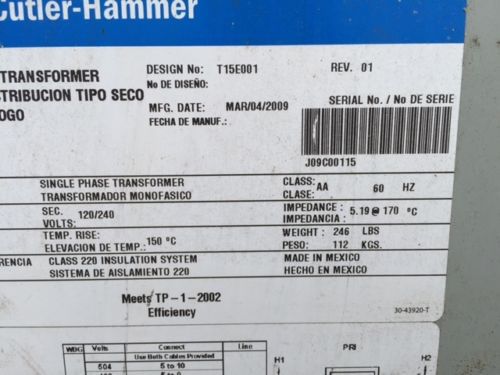 Cutler-Hammer
TRANSFORMER
DESIGN No: T15E001 REV. 01
No DE DISEÑO:
TRIBUCION TIPO SECO
OGO
MFG. DATE: MAR/04/2009
FECHA DE MANUF.:
SERIAL No. / No DE SERIE
J09C00115
SINGLE PHASE TRANSFORMER
TRANSFORMADOR MONOFASICO
CLASS: AA 60 HZ
CLASE:
SEC. 120/240
VOLTS:
IMPEDANCE : 5.19 @ 170 °C
IMPEDANCIA :
TEMP. RISE: 150 °C
ELEVACION DE TEMP.:
WEIGHT : 246 LBS
PESO: 112 KGS.
RENCIA CLASS 220 INSULATION SYSTEM
SISTEMA DE AISLAMIENTO 220
MADE IN MEXICO
HECHO EN MEXICO
Meets TP-1-2002
Efficiency
30-43920-T
WDG Volts Connect Line
Use Both Cables Provided
504 5 to 10
PRI
H1 H2